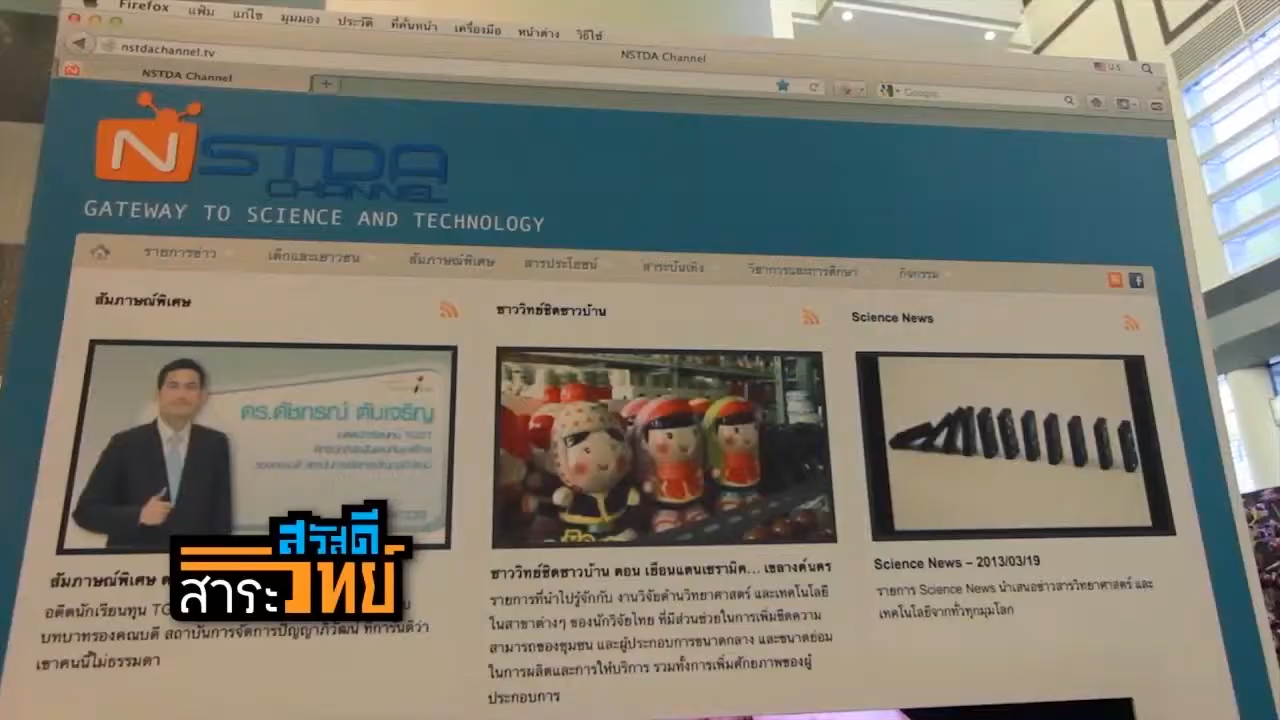 Firefox แฟ้ม แก้ไข มุมมอง ประวัติ ที่คั่นหน้า เครื่องมือ หน้าต่าง วิธีใช้
NSTDA Channel
U.S.
nstdachannel.tv
Google
NSTDA Channel
NSTDA
CHANNEL
GATEWAY TO SCIENCE AND TECHNOLOGY
รายการข่าว เด็กและเยาวชน สัมภาษณ์พิเศษ สารประโยชน์ สาระบันเทิง วิชาการและการศึกษา กิจกรรม
สัมภาษณ์พิเศษ
ดร.ดัชกรณ์ ตันเจริญ
สัมภาษณ์พิเศษ
อดีตนักเรียนทุน
บทบาทรองคณบดี สถาบันการจัดการปัญญาภิวัฒน์ ที่การันตีว่า
เขาคนนี้ไม่ธรรมดา
ชาววิทย์ชิดชาวบ้าน
ชาววิทย์ชิดชาวบ้าน ตอน เยือนแดนเซรามิค... เขลางค์นคร
รายการที่นำไปรู้จักกับ งานวิจัยด้านวิทยาศาสตร์ และเทคโนโลยี
ในสาขาต่างๆ ของนักวิจัยไทย ที่มีส่วนช่วยในการเพิ่มขีดความ
สามารถของชุมชน และผู้ประกอบการขนาดกลาง และขนาดย่อม
ในการผลิตและการให้บริการ รวมทั้งการเพิ่มศักยภาพของผู้
ประกอบการ
Science News
Science News – 2013/03/19
รายการ Science News นำเสนอข่าวสารวิทยาศาสตร์ และ
เทคโนโลยีจากทั่วทุกมุมโลก
สวัสดี
สาระวิทย์